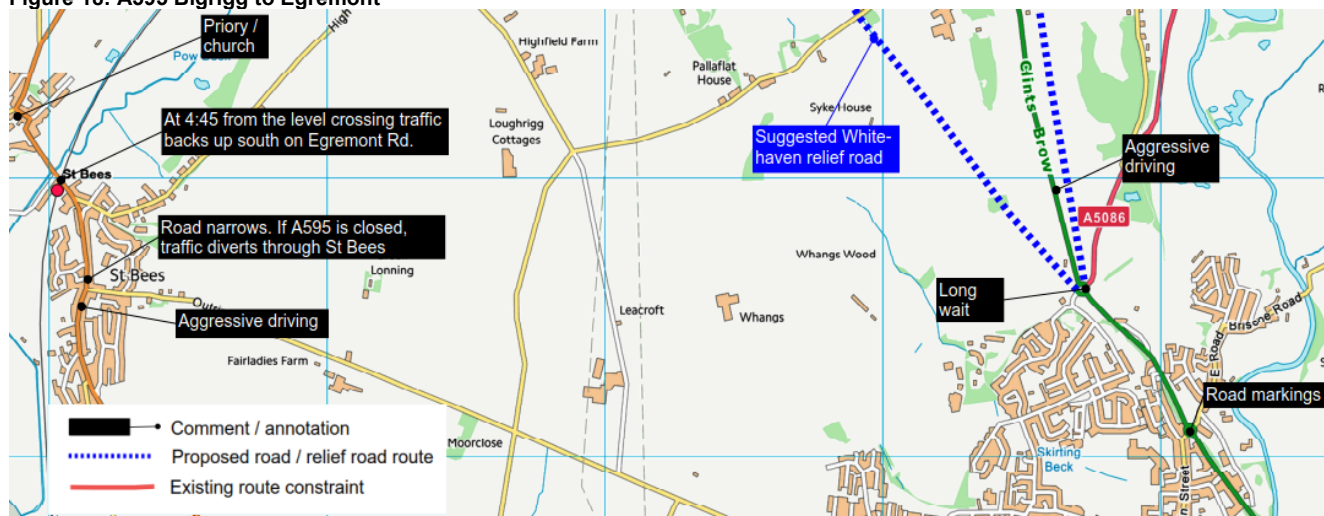 Figure 18: A595 Bigrigg to Egremont
Priory /
church
High
Highfield Farm
Pallaflat
House
Syke House
Clints Brow
At 4:45 from the level crossing traffic
backs up south on Egremont Rd.
Loughrigg
Cottages
Suggested White-
haven relief road
Aggressive
driving
St Bees
A5086
Road narrows. If A595 is closed,
traffic diverts through St Bees
Whangs Wood
St Bees
Lonning
Long
wait
Aggressive driving
Leacroft
Whangs
Briscoe Road
E. Road
Fairladies Farm
Road markings
Comment / annotation
Proposed road / relief road route
Existing route constraint
Moorclose
Skirting
Beck
Street